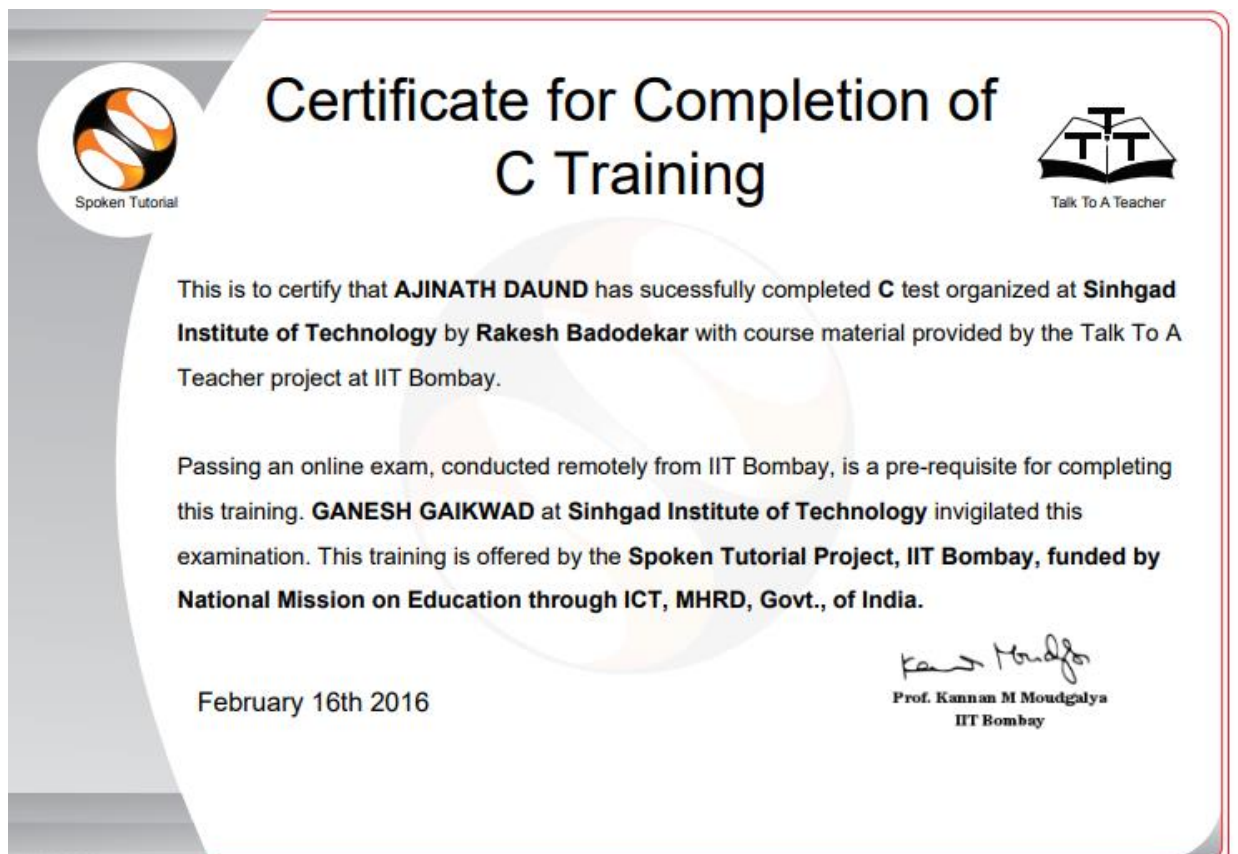 Certificate for Completion of
C Training
Spoken Tutorial
TTT
Talk To A Teacher
This is to certify that AJINATH DAUND has sucessfully completed C test organized at Sinhgad
Institute of Technology by Rakesh Badodekar with course material provided by the Talk To A
Teacher project at IIT Bombay.
Passing an online exam, conducted remotely from IIT Bombay, is a pre-requisite for completing
this training. GANESH GAIKWAD at Sinhgad Institute of Technology invigilated this
examination. This training is offered by the Spoken Tutorial Project, IIT Bombay, funded by
National Mission on Education through ICT, MHRD, Govt., of India.
February 16th 2016
Prof. Kannan M Moudgalya
IIT Bombay